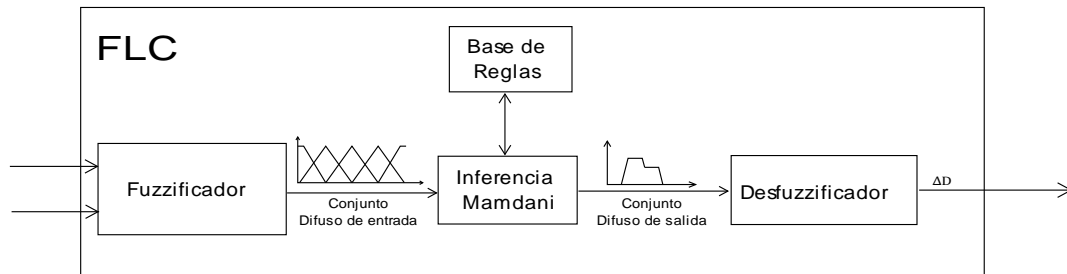 FLC
Base de
Reglas
Fuzzificador
Conjunto
Difuso de entrada
Inferencia
Mamdani
Conjunto
Difuso de salida
Desfuzzificador
ΔD